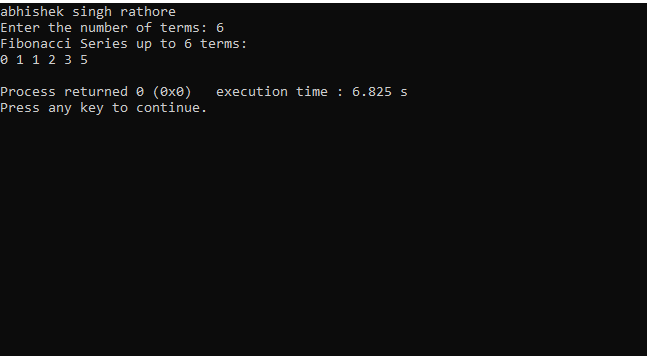 abhishek singh rathore
Enter the number of terms: 6
Fibonacci Series up to 6 terms:
0 1 1 2 3 5
Process returned 0 (0x0)   execution time : 6.825 s
Press any key to continue.